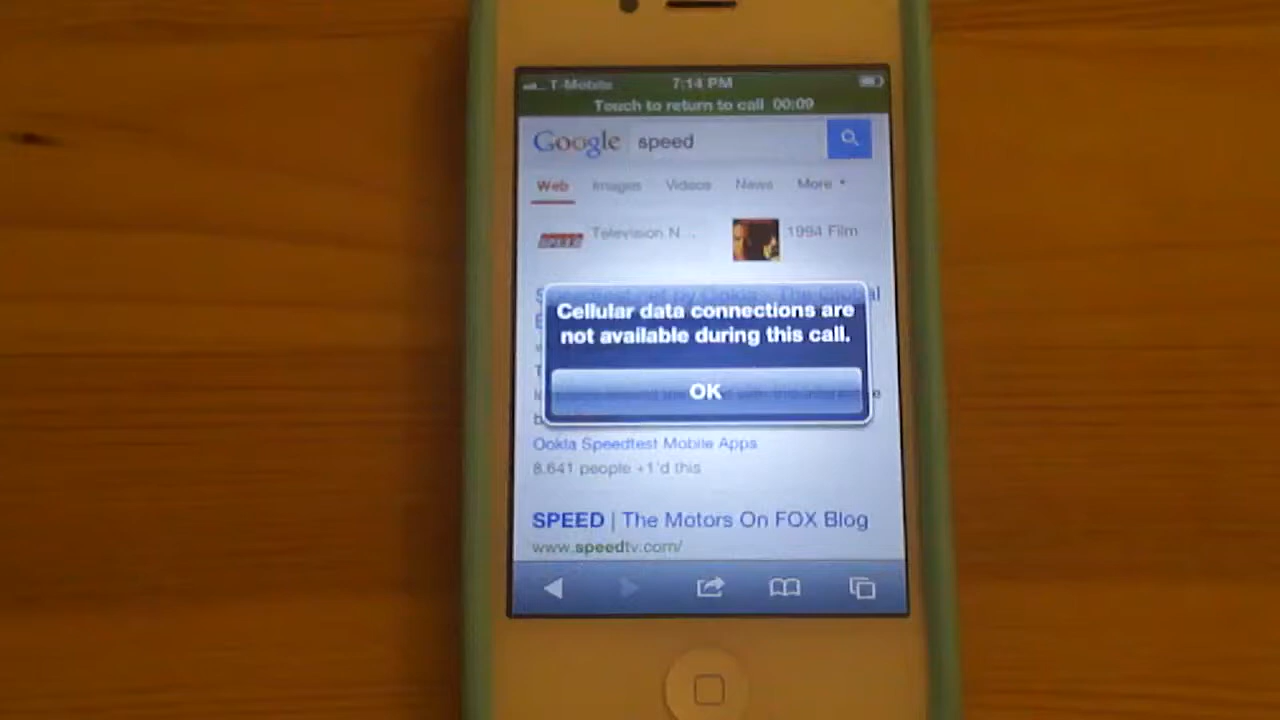 T-Mobile 7:14 PM
Touch to return to call 00:09
Google speed
Web Images Videos News More
SPEED Television N... 1994 Film
Cellular data connections are
not available during this call.
OK
Ookla Speedtest Mobile Apps
8,641 people +1'd this
SPEED | The Motors On FOX Blog
www.speedtv.com/